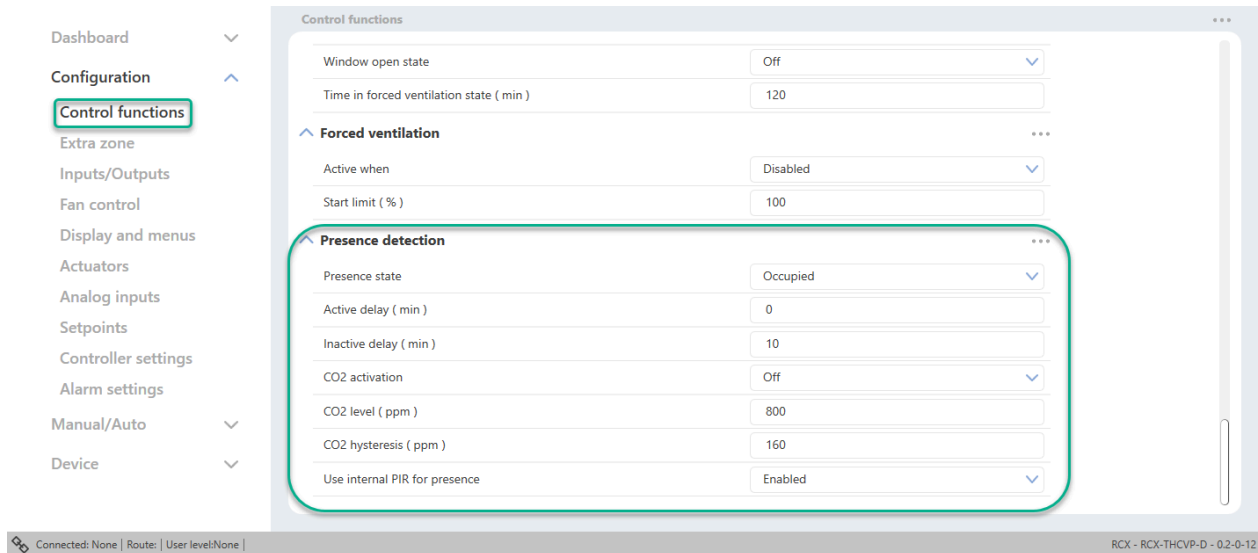 Control functions
Dashboard
Configuration
Control functions
Extra zone
Inputs/Outputs
Fan control
Display and menus
Actuators
Analog inputs
Setpoints
Controller settings
Alarm settings
Manual/Auto
Device
Window open state Off
Time in forced ventilation state ( min ) 120
Forced ventilation
Active when Disabled
Start limit ( % ) 100
Presence detection
Presence state Occupied
Active delay ( min ) 0
Inactive delay ( min ) 10
CO2 activation Off
CO2 level ( ppm ) 800
CO2 hysteresis ( ppm ) 160
Use internal PIR for presence Enabled
Connected: None | Route: | User level:None | RCX - RCX-THCVP-D - 0.2-0-12